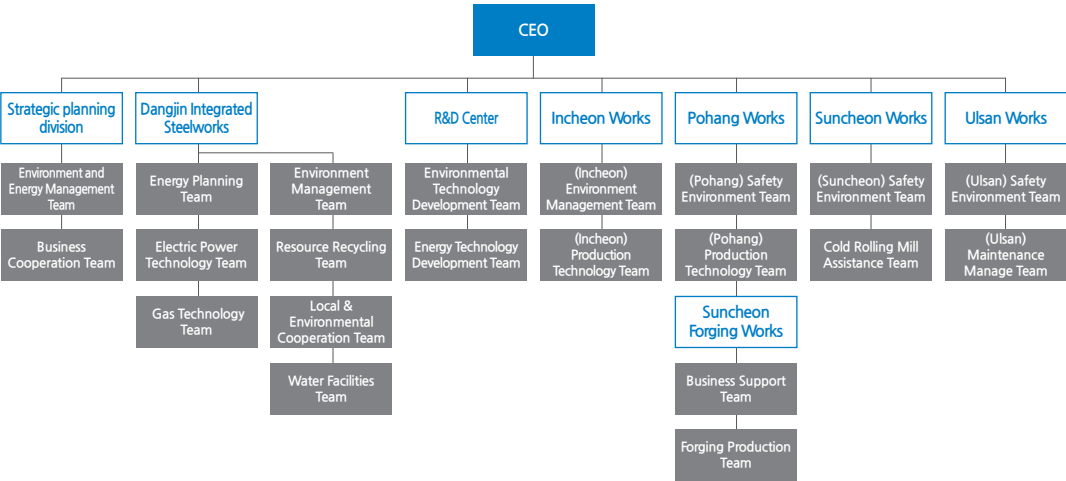 CEO
Strategic planning
division
Dangjin Integrated
Steelworks
R&D Center
Incheon Works
Pohang Works
Suncheon Works
Ulsan Works
Environment and
Energy Management
Team
Energy Planning
Team
Environment
Management
Team
Environmental
Technology
Development Team
(Incheon)
Environment
Management Team
(Pohang) Safety
Environment Team
(Suncheon) Safety
Environment Team
(Ulsan) Safety
Environment Team
Business
Cooperation Team
Electric Power
Technology Team
Resource Recycling
Team
Energy Technology
Development Team
(Incheon)
Production
Technology Team
(Pohang)
Production
Technology Team
Cold Rolling Mill
Assistance Team
(Ulsan)
Maintenance
Manage Team
Gas Technology
Team
Local &
Environmental
Cooperation Team
Suncheon
Forging Works
Water Facilities
Team
Business Support
Team
Forging Production
Team